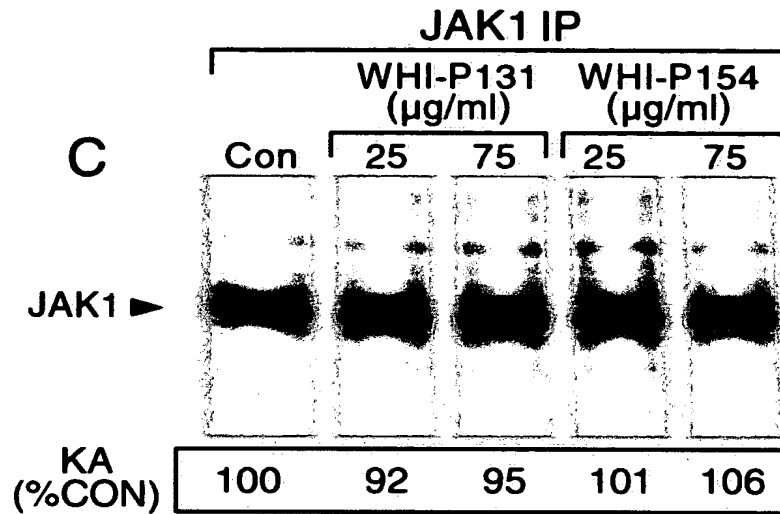 JAK1 IP
WHI-P131 WHI-P154
(µg/ml) (µg/ml)
C Con 25 75 25 75
JAK1
KA 100 92 95 101 106
(%CON)